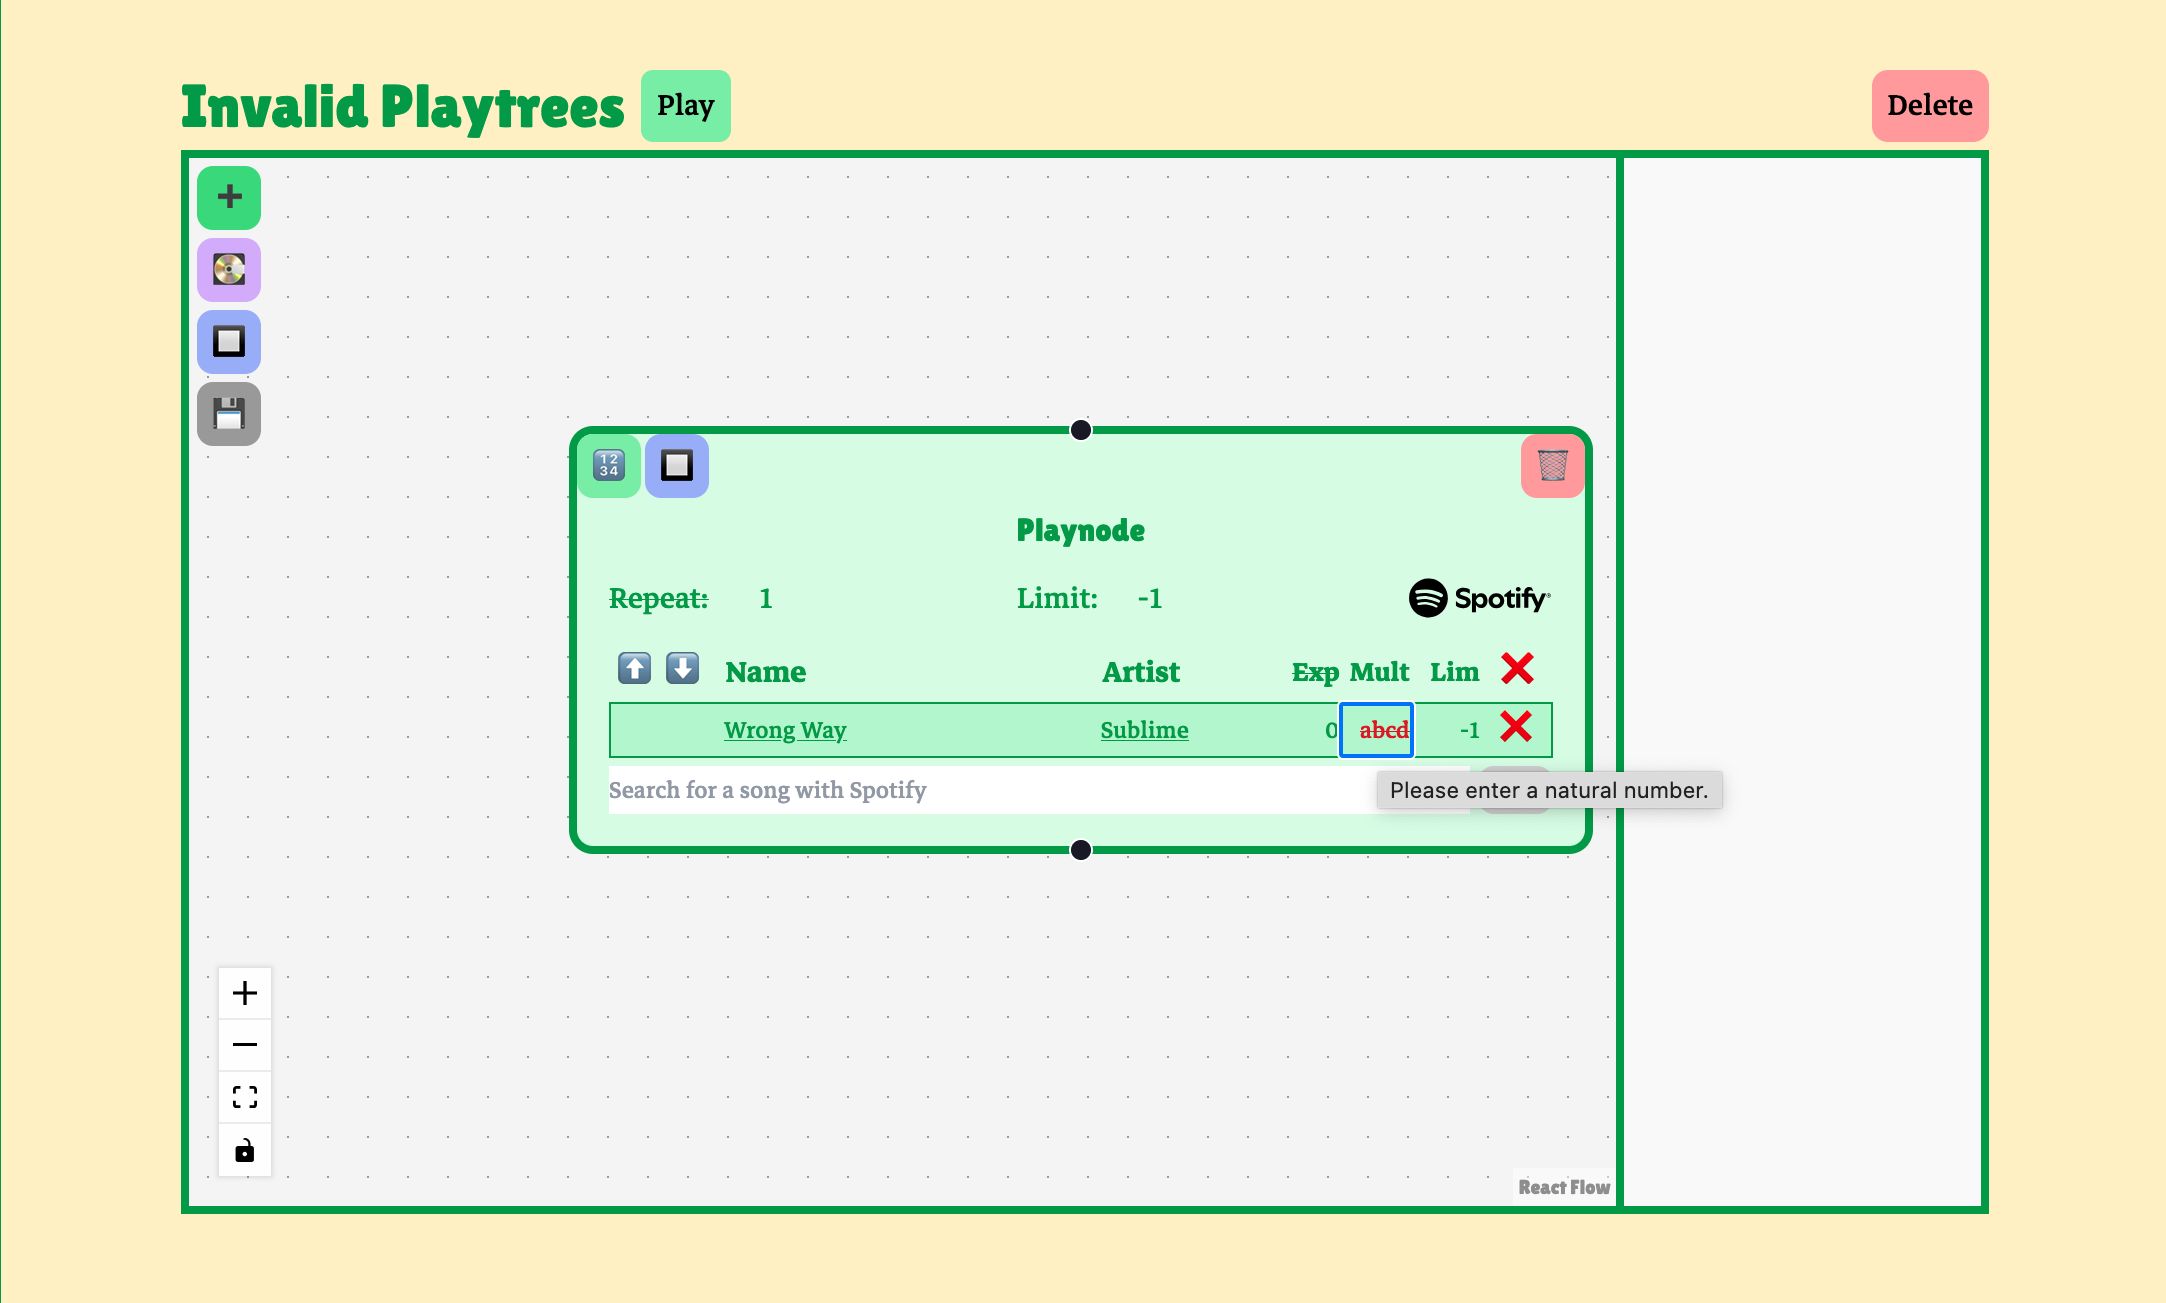 Invalid Playtrees Play Delete
1234
Playnode
Repeat: 1 Limit: -1 Spotify
Name Artist Exp Mult Lim
Wrong Way Sublime 0 abcd -1
Search for a song with Spotify
Please enter a natural number.
React Flow